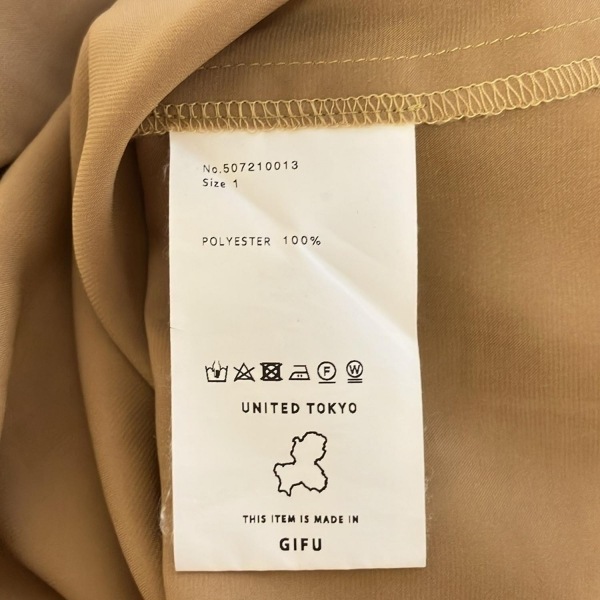 No.507210013
Size 1
POLYESTER 100%
F W
UNITED TOKYO
THIS ITEM IS MADE IN
GIFU